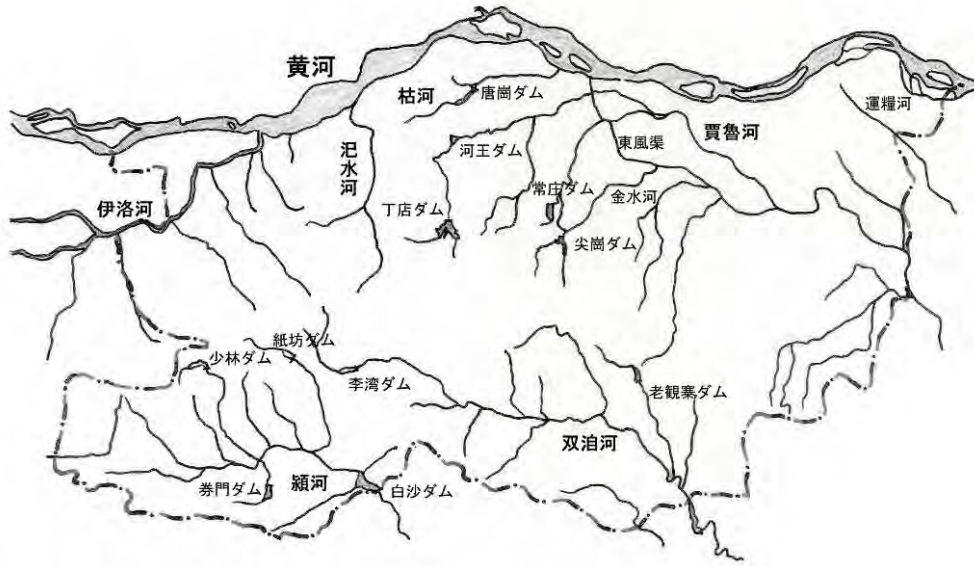 黄河
枯河
唐崗ダム
運糧河
汜水河
河王ダム
東風渠
賈魯河
伊洛河
丁店ダム
常庄ダム
金水河
尖崗ダム
紙坊ダム
少林ダム
李湾ダム
老観寨ダム
双洎河
券門ダム
潁河
白沙ダム